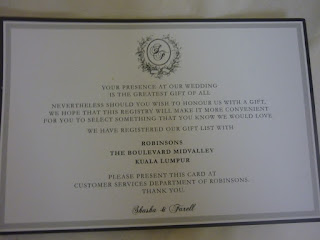 YOUR PRESENCE AT OUR WEDDING
IS THE GREATEST GIFT OF ALL
NEVERTHELESS SHOULD YOU WISH TO HONOUR US WITH A GIFT,
WE HOPE THAT THIS REGISTRY WILL MAKE IT MORE CONVENIENT
FOR YOU TO SELECT SOMETHING THAT YOU KNOW WE WOULD LOVE
WE HAVE REGISTERED OUR GIFT LIST WITH
ROBINSONS
THE BOULEVARD MIDVALLEY
KUALA LUMPUR
PLEASE PRESENT THIS CARD AT
CUSTOMER SERVICES DEPARTMENT OF ROBINSONS.
THANK YOU.